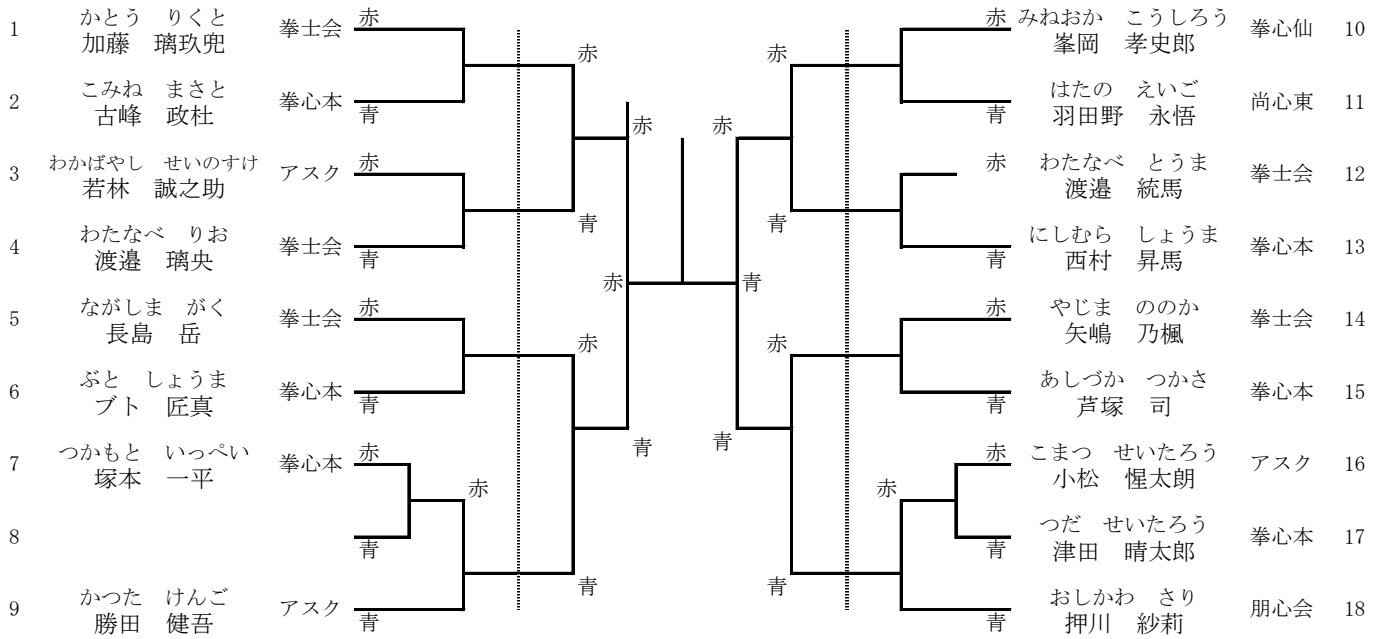 かとう　りくと
1 加藤　璃玖兜 拳士会 赤
こみね　まさと
2 古峰　政杜 拳心本 青
赤
わかばやし　せいのすけ
3 若林　誠之助 アスク 赤
わたなべ　りお
4 渡邉　璃央 拳士会 青
青
赤
ながしま　がく
5 長島　岳 拳士会 赤
ぶと　しょうま
6 ブト　匠真 拳心本 青
赤
つかもと　いっぺい
7 塚本　一平 拳心本 赤
8 青
赤
かつた　けんご
9 勝田　健吾 アスク 青
青
青
赤
赤 みねおか　こうしろう
峯岡　孝史郎 拳心仙 10
はたの　えいご
青 羽田野　永悟 尚心東 11
赤
赤 わたなべ　とうま
渡邉　統馬 拳士会 12
にしむら　しょうま
青 西村　昇馬 拳心本 13
青
赤
赤 やじま　ののか
矢嶋　乃楓 拳士会 14
あしづか　つかさ
青 芦塚　司 拳心本 15
赤
赤 こまつ　せいたろう
小松　惺太朗 アスク 16
つだ　せいたろう
青 津田　晴太郎 拳心本 17
赤
おしかわ　さり
青 押川　紗莉 朋心会 18
青
青
青